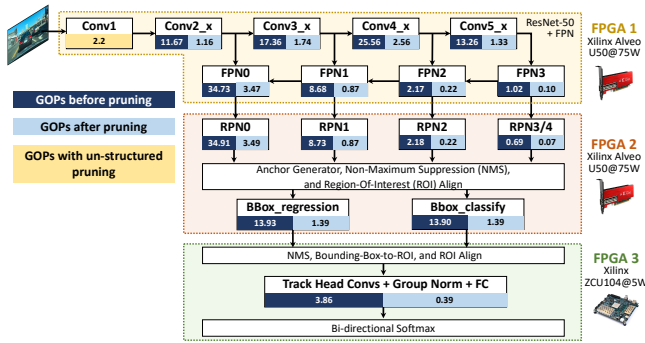 Conv1
2.2
Conv2_x
11.67 1.16
Conv3_x
17.36 1.74
Conv4_x
25.56 2.56
Conv5_x
13.26 1.33
ResNet-50
+ FPN
FPGA 1
Xilinx Alveo
U50@75W
FPN0
34.73 3.47
FPN1
8.68 0.87
FPN2
2.17 0.22
FPN3
1.02 0.10
GOPs before pruning
GOPs after pruning
GOPs with un-structured
pruning
RPN0
34.91 3.49
RPN1
8.73 0.87
RPN2
2.18 0.22
RPN3/4
0.69 0.07
FPGA 2
Xilinx Alveo
U50@75W
Anchor Generator, Non-Maximum Suppression (NMS),
and Region-Of-Interest (ROI) Align
BBox_regression
13.93 1.39
Bbox_classify
13.90 1.39
NMS, Bounding-Box-to-ROI, and ROI Align
FPGA 3
Xilinx
ZCU104@5W
Track Head Convs + Group Norm + FC
3.86 0.39
Bi-directional Softmax